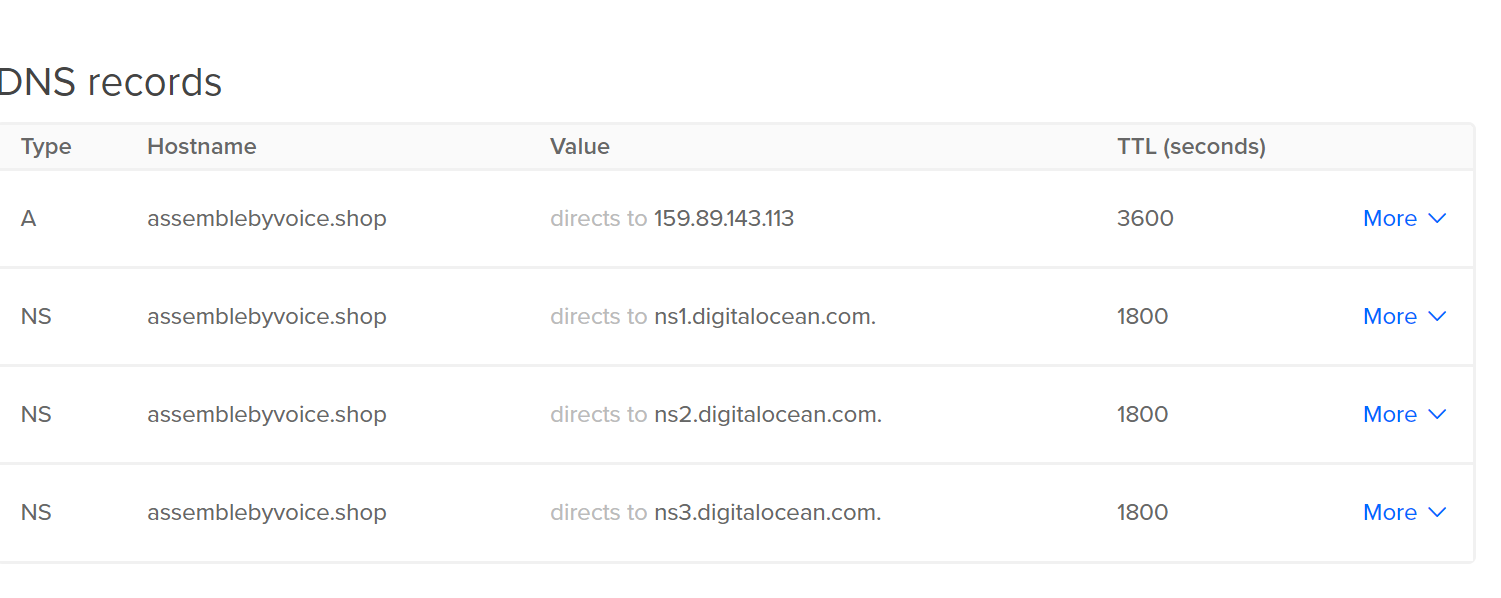 DNS records
Type Hostname Value TTL (seconds)
A assemblebyvoice.shop directs to 159.89.143.113 3600 More
NS assemblebyvoice.shop directs to ns1.digitalocean.com. 1800 More
NS assemblebyvoice.shop directs to ns2.digitalocean.com. 1800 More
NS assemblebyvoice.shop directs to ns3.digitalocean.com. 1800 More